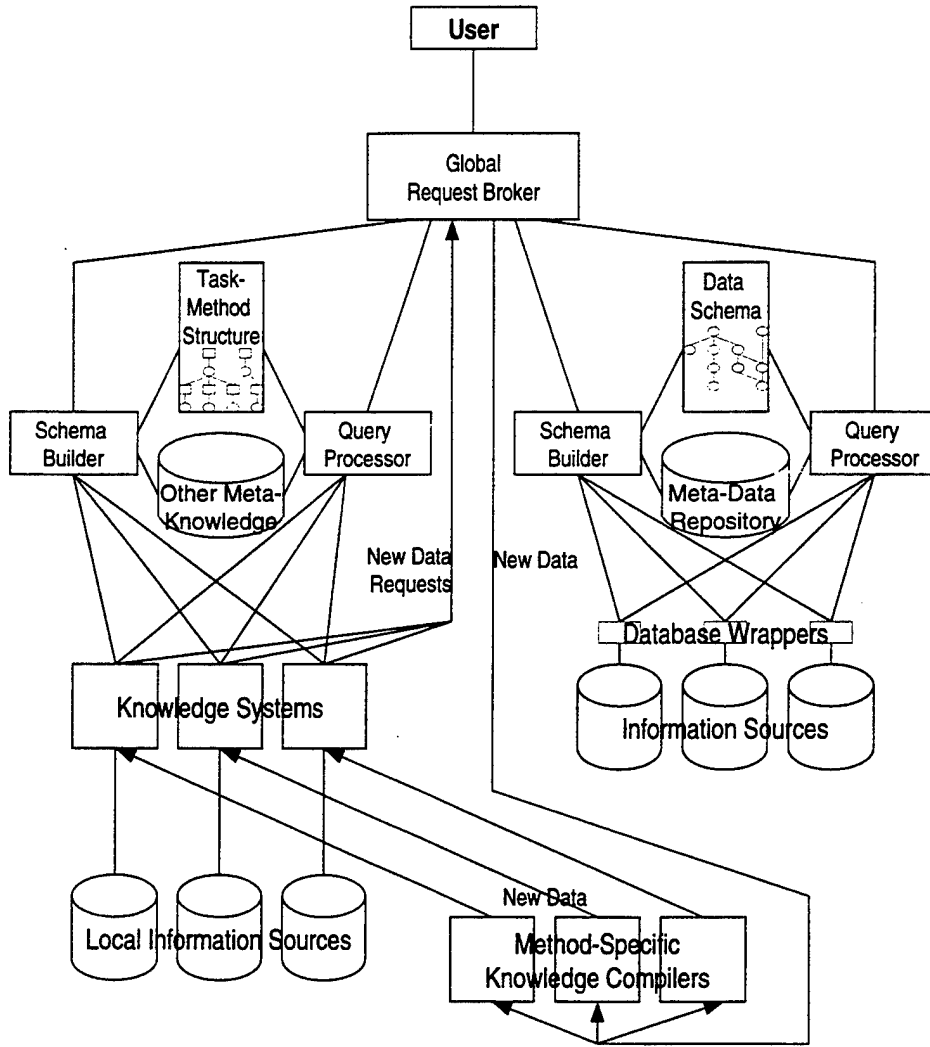 User
Global
Request Broker
Task-
Method
Structure
Data
Schema
Schema
Builder
Query
Processor
Schema
Builder
Query
Processor
Other Meta-
Knowledge
Meta-Data
Repository
New Data
Requests
New Data
Database Wrappers
Knowledge Systems
Information Sources
New Data
Local Information Sources
Method-Specific
Knowledge Compilers